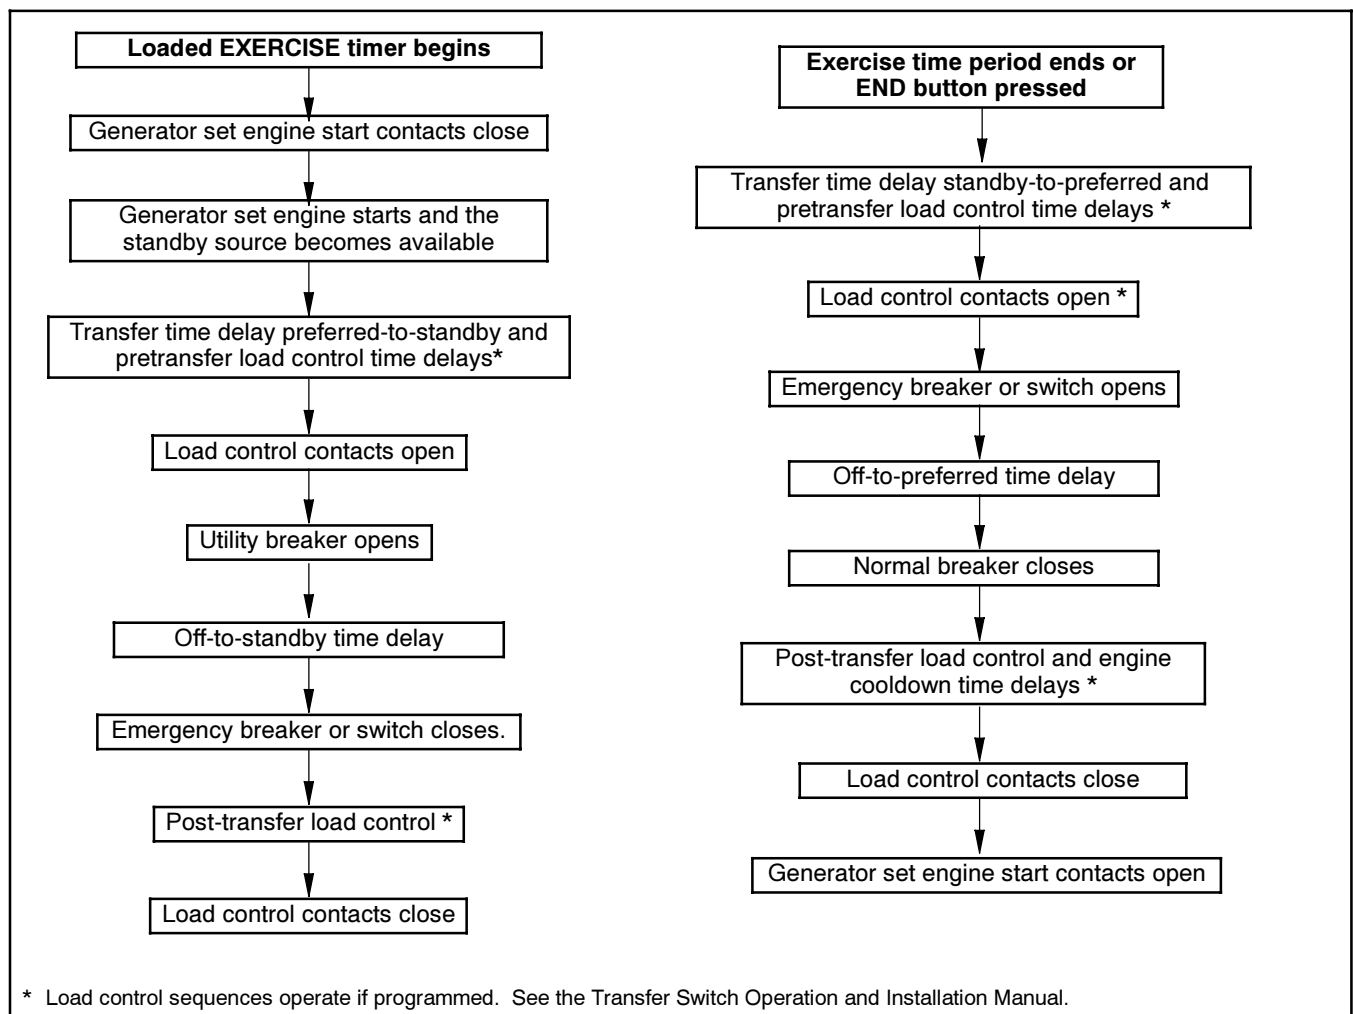 Loaded EXERCISE timer begins
Generator set engine start contacts close
Generator set engine starts and the
standby source becomes available
Transfer time delay preferred-to-standby and
pretransfer load control time delays*
Load control contacts open
Utility breaker opens
Off-to-standby time delay
Emergency breaker or switch closes.
Post-transfer load control *
Load control contacts close
Exercise time period ends or
END button pressed
Transfer time delay standby-to-preferred and
pretransfer load control time delays *
Load control contacts open *
Emergency breaker or switch opens
Off-to-preferred time delay
Normal breaker closes
Post-transfer load control and engine
cooldown time delays *
Load control contacts close
Generator set engine start contacts open
* Load control sequences operate if programmed. See the Transfer Switch Operation and Installation Manual.